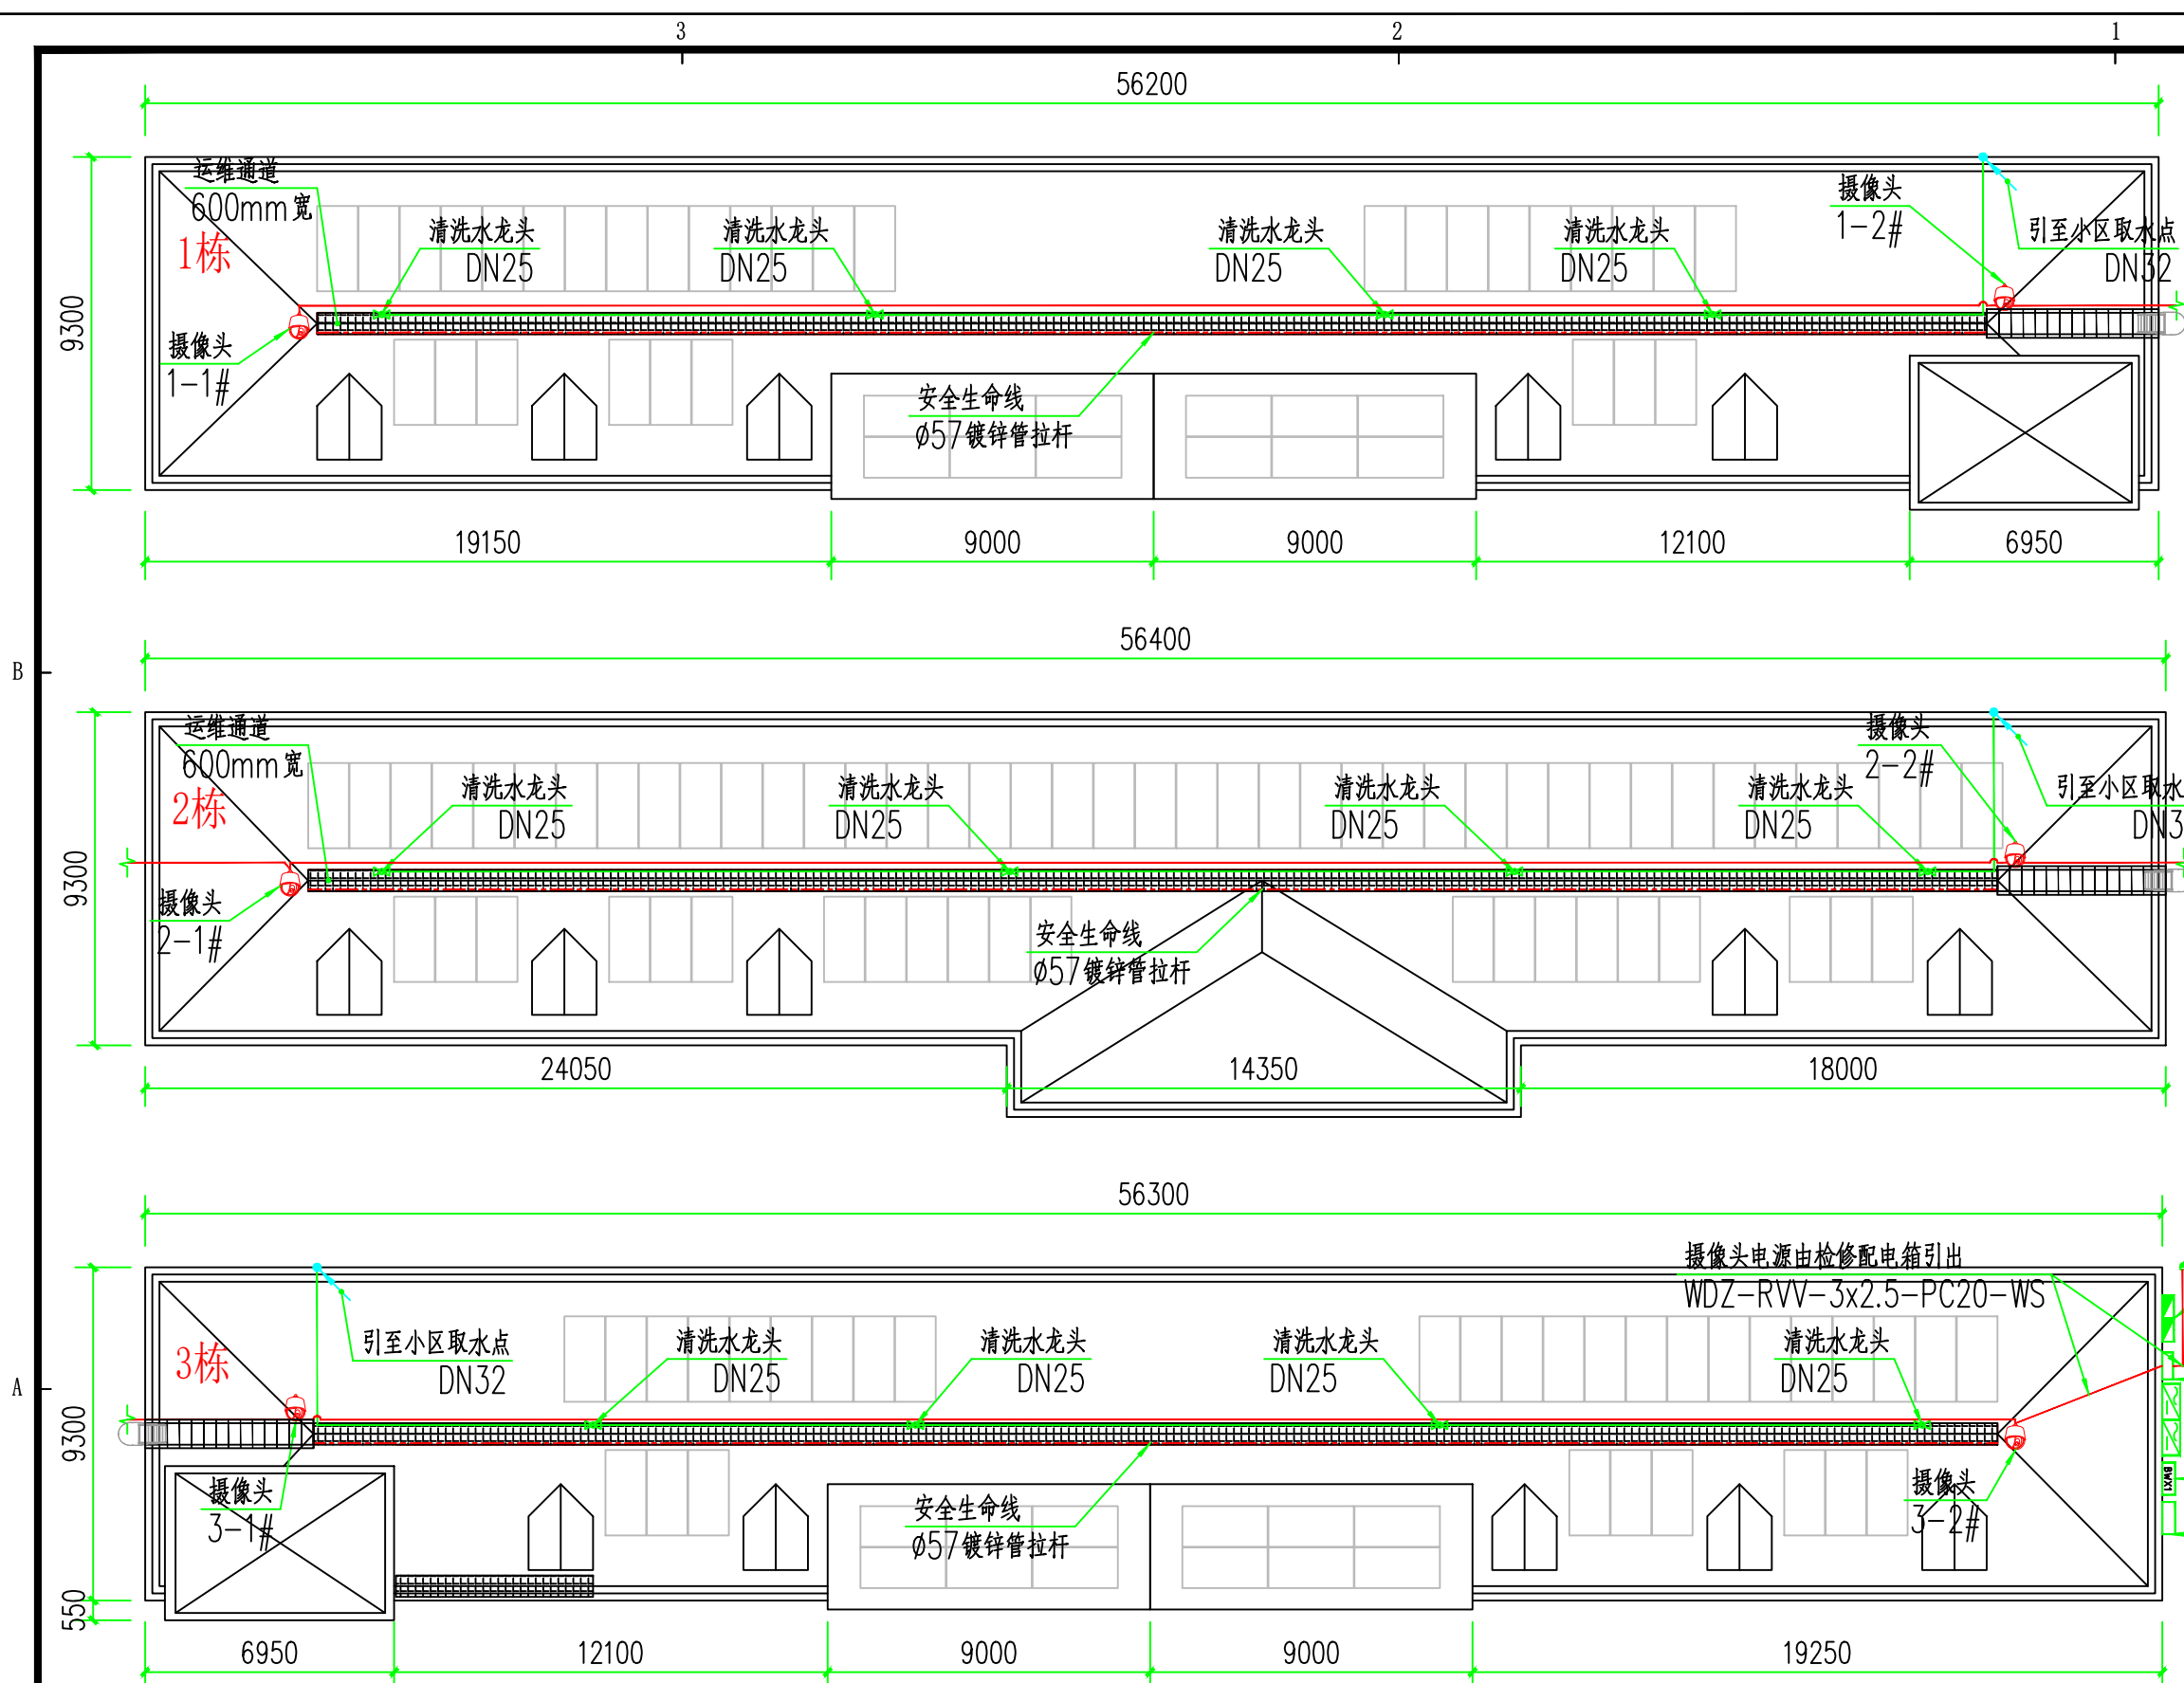 3
2
1
56200
运维通道
600mm宽
1栋
清洗水龙头
DN25
清洗水龙头
DN25
清洗水龙头
DN25
清洗水龙头
DN25
摄像头
1-2#
引至小区取水点
DN32
9300
摄像头
1-1#
安全生命线
φ57镀锌管拉杆
19150
9000
9000
12100
6950
56400
B
运维通道
600mm宽
2栋
清洗水龙头
DN25
清洗水龙头
DN25
清洗水龙头
DN25
清洗水龙头
DN25
摄像头
2-2#
引至小区取水
DN3
9300
摄像头
2-1#
安全生命线
φ57镀锌管拉杆
24050
14350
18000
56300
摄像头电源由检修配电箱引出
WDZ-RVV-3x2.5-PC20-WS
3栋
引至小区取水点
DN32
清洗水龙头
DN25
清洗水龙头
DN25
清洗水龙头
DN25
清洗水龙头
DN25
A
9300
摄像头
3-1#
安全生命线
φ57镀锌管拉杆
摄像头
3-2#
550
6950
12100
9000
9000
19250